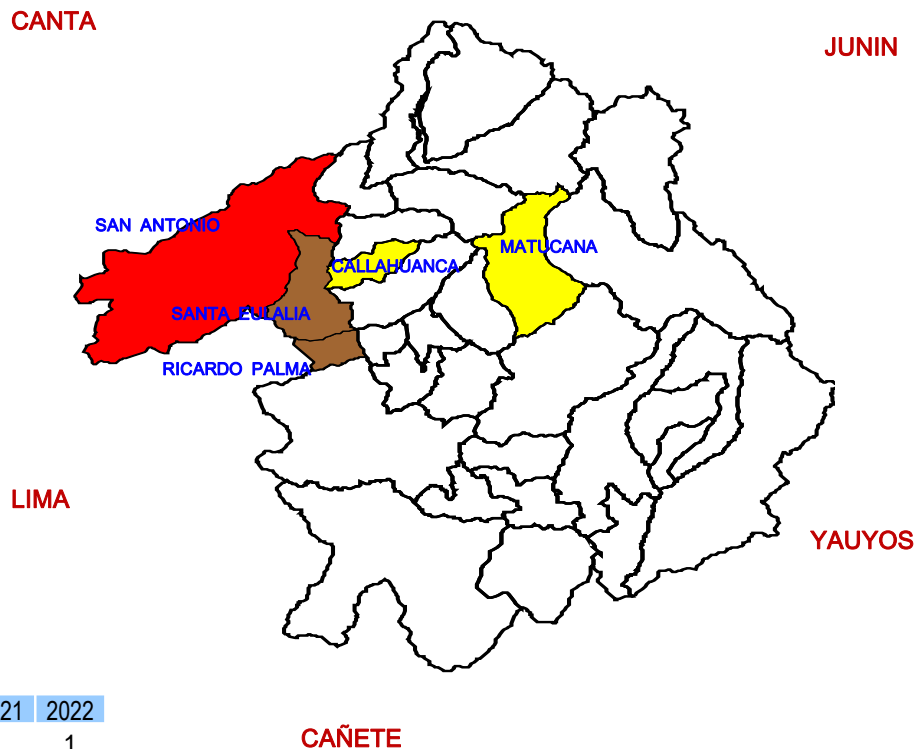 CANTA
JUNIN
SAN ANTONIO
MATUCANA
CALLAHUANCA
SANTA EULALIA
RICARDO PALMA
LIMA
YAUYOS
21 2022
1
CAÑETE